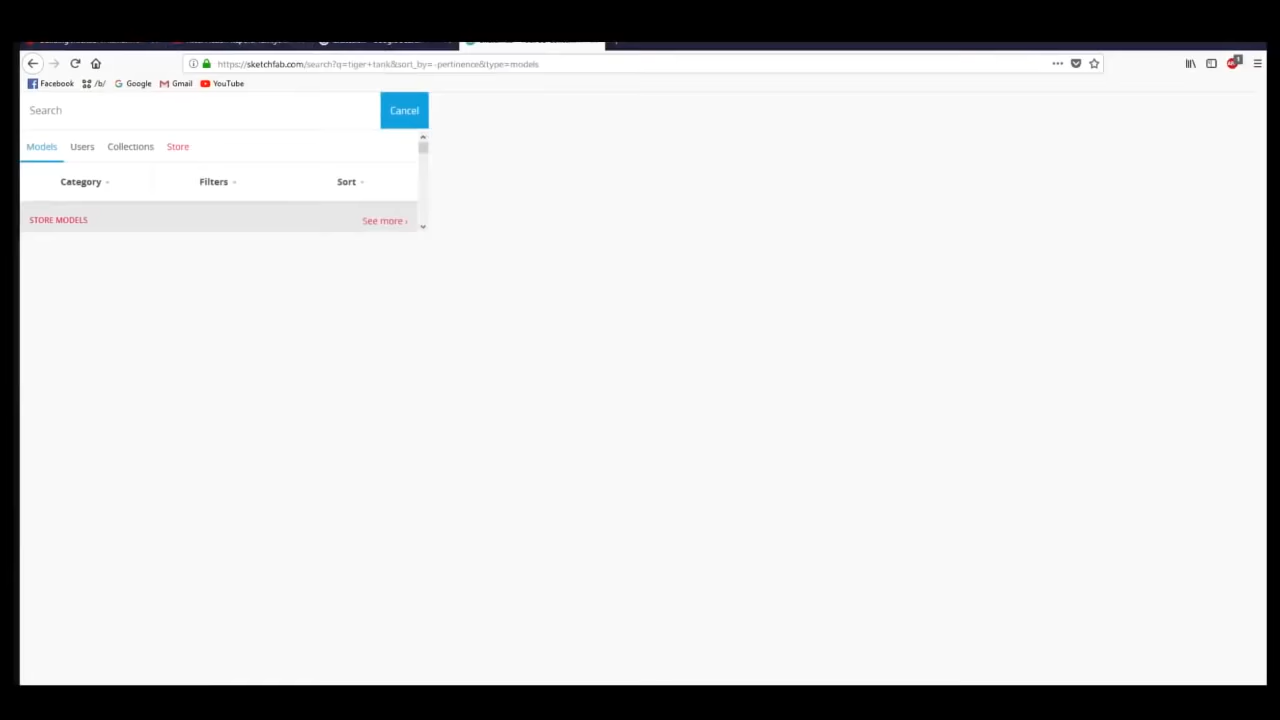 https://sketchfab.com/search?q=tiger+tank&sort_by=-pertinence&type=models
Facebook /b/ Google Gmail YouTube
Search Cancel
Models Users Collections Store
Category Filters Sort
STORE MODELS See more ›